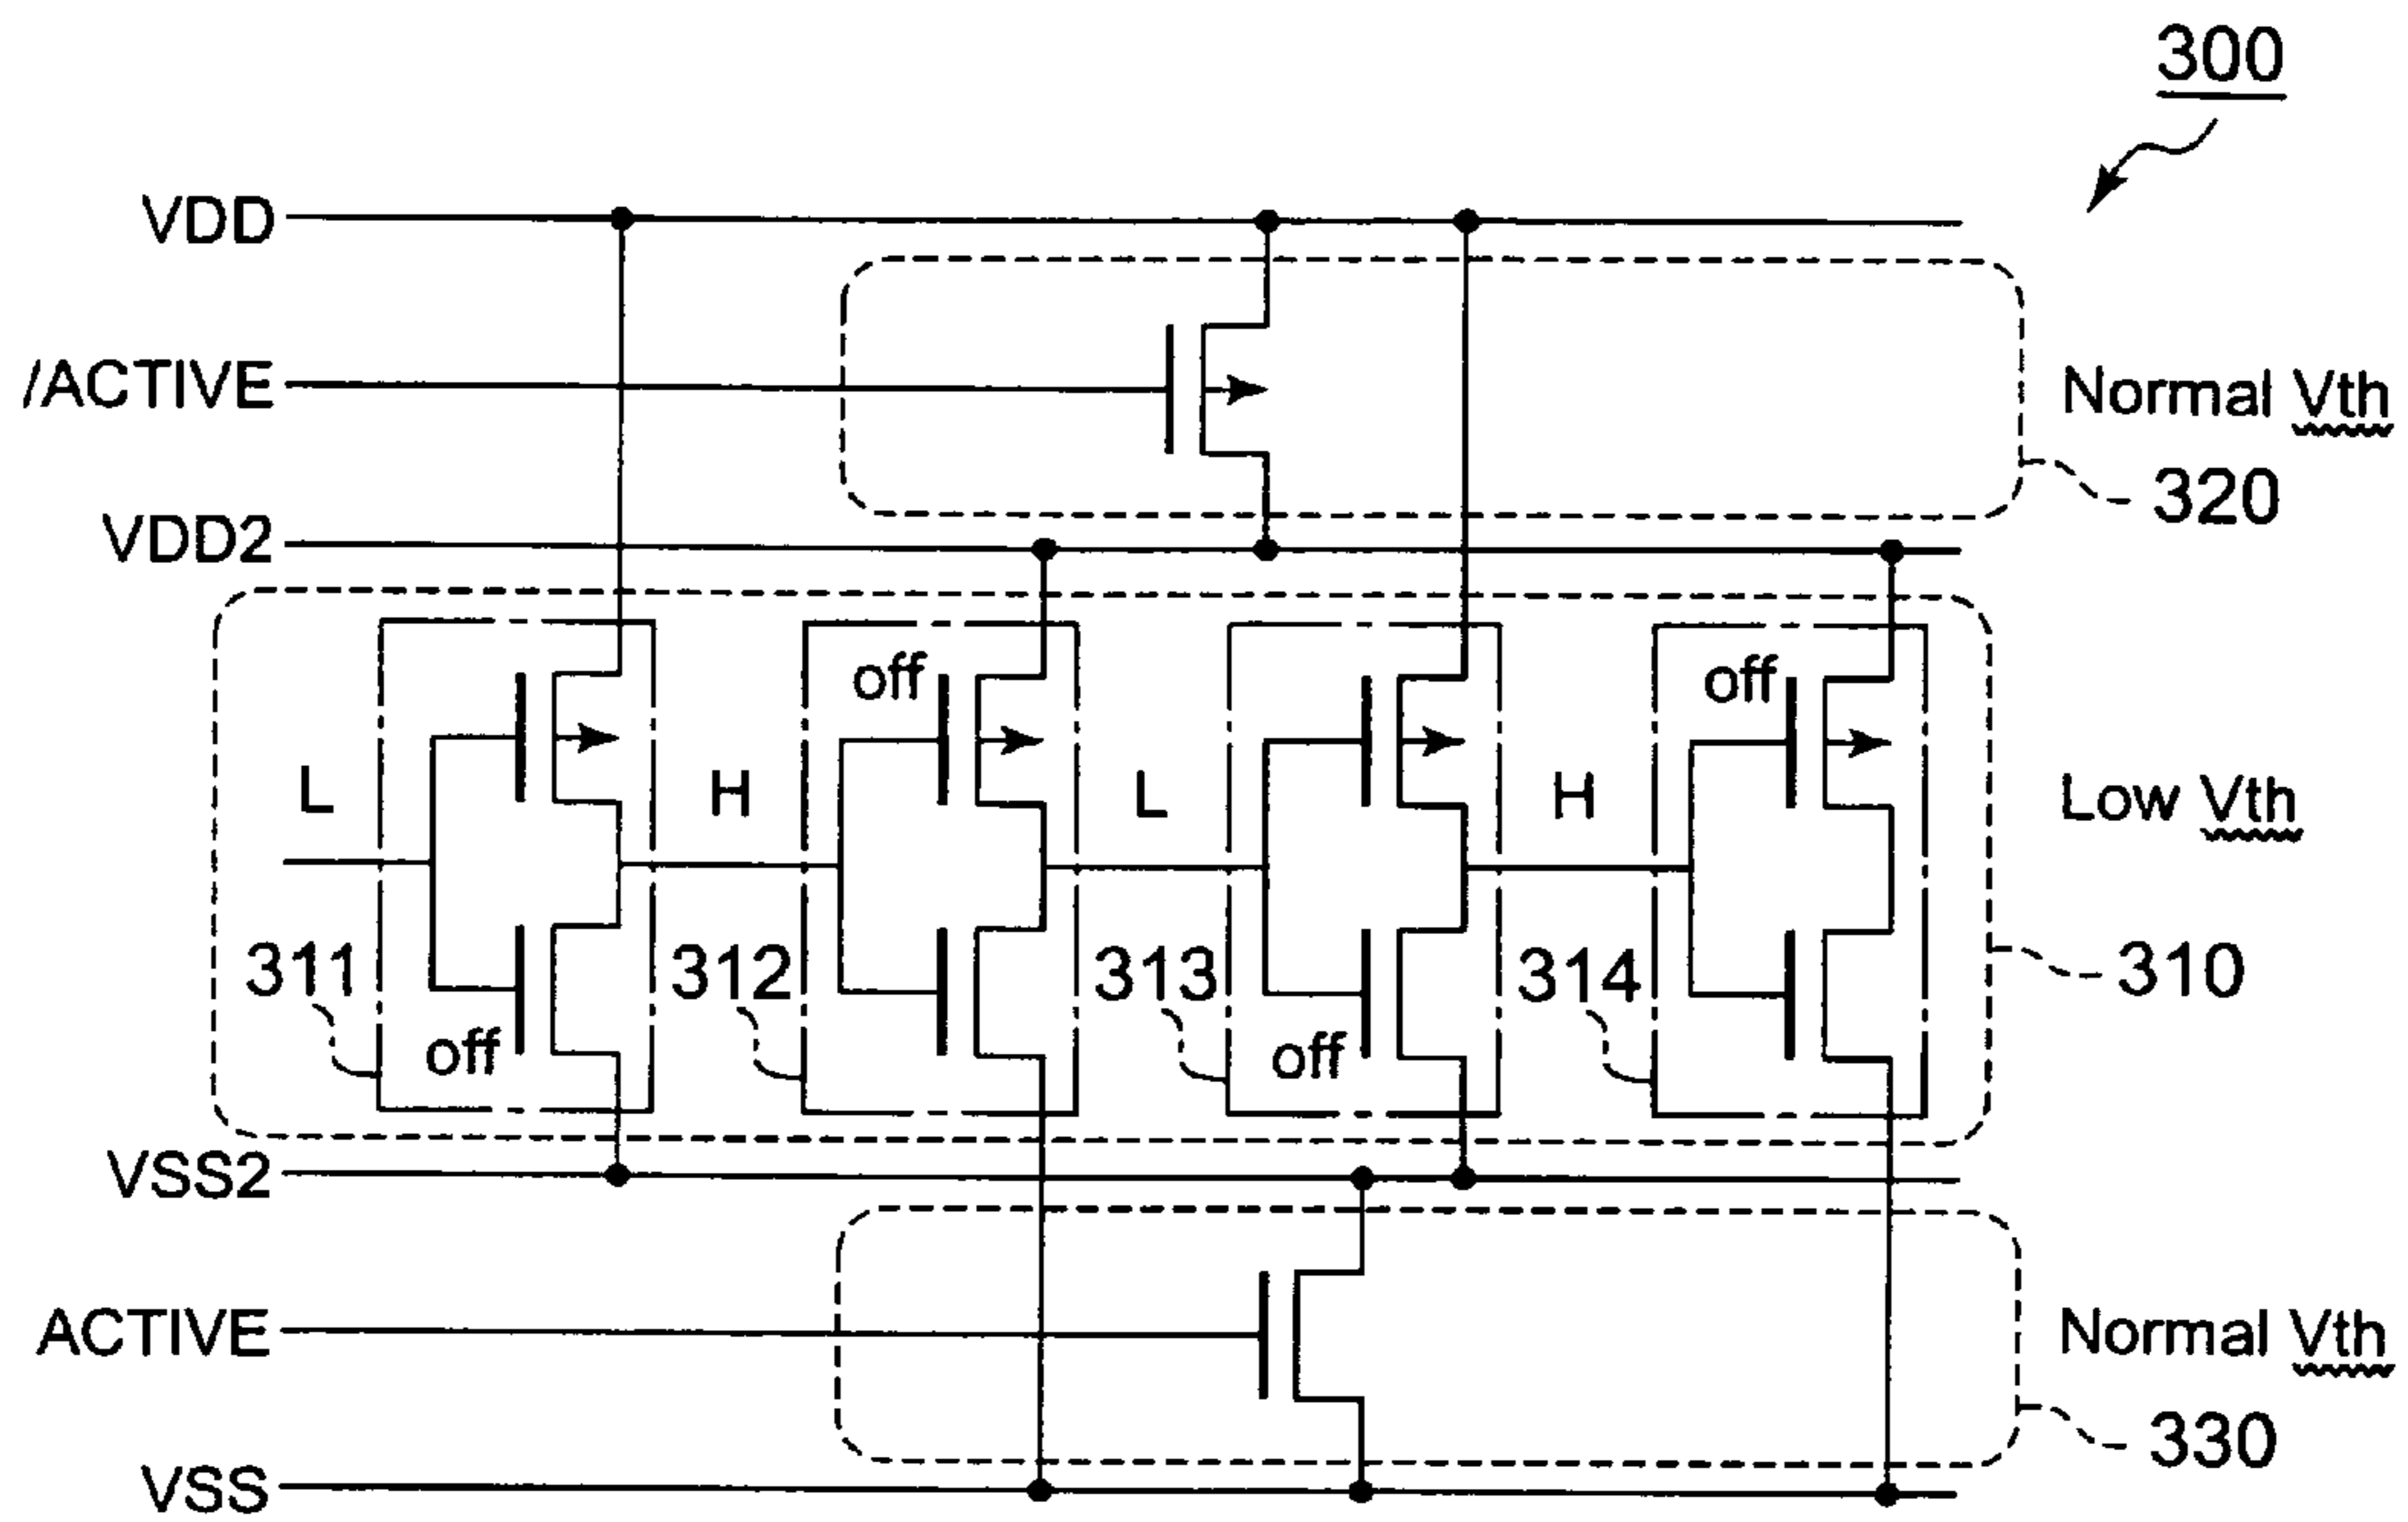 300
VDD
/ACTIVE
Normal Vth
320
VDD2
off
off
L
H
L
H
Low Vth
311
312
313
314
310
off
off
VSS2
ACTIVE
Normal Vth
330
VSS